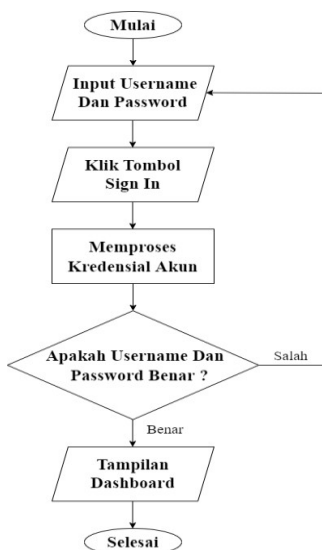 Mulai
Input Username
Dan Password
Klik Tombol
Sign In
Memproses
Kredensial Akun
Apakah Username Dan
Password Benar ?
Salah
Benar
Tampilan
Dashboard
Selesai